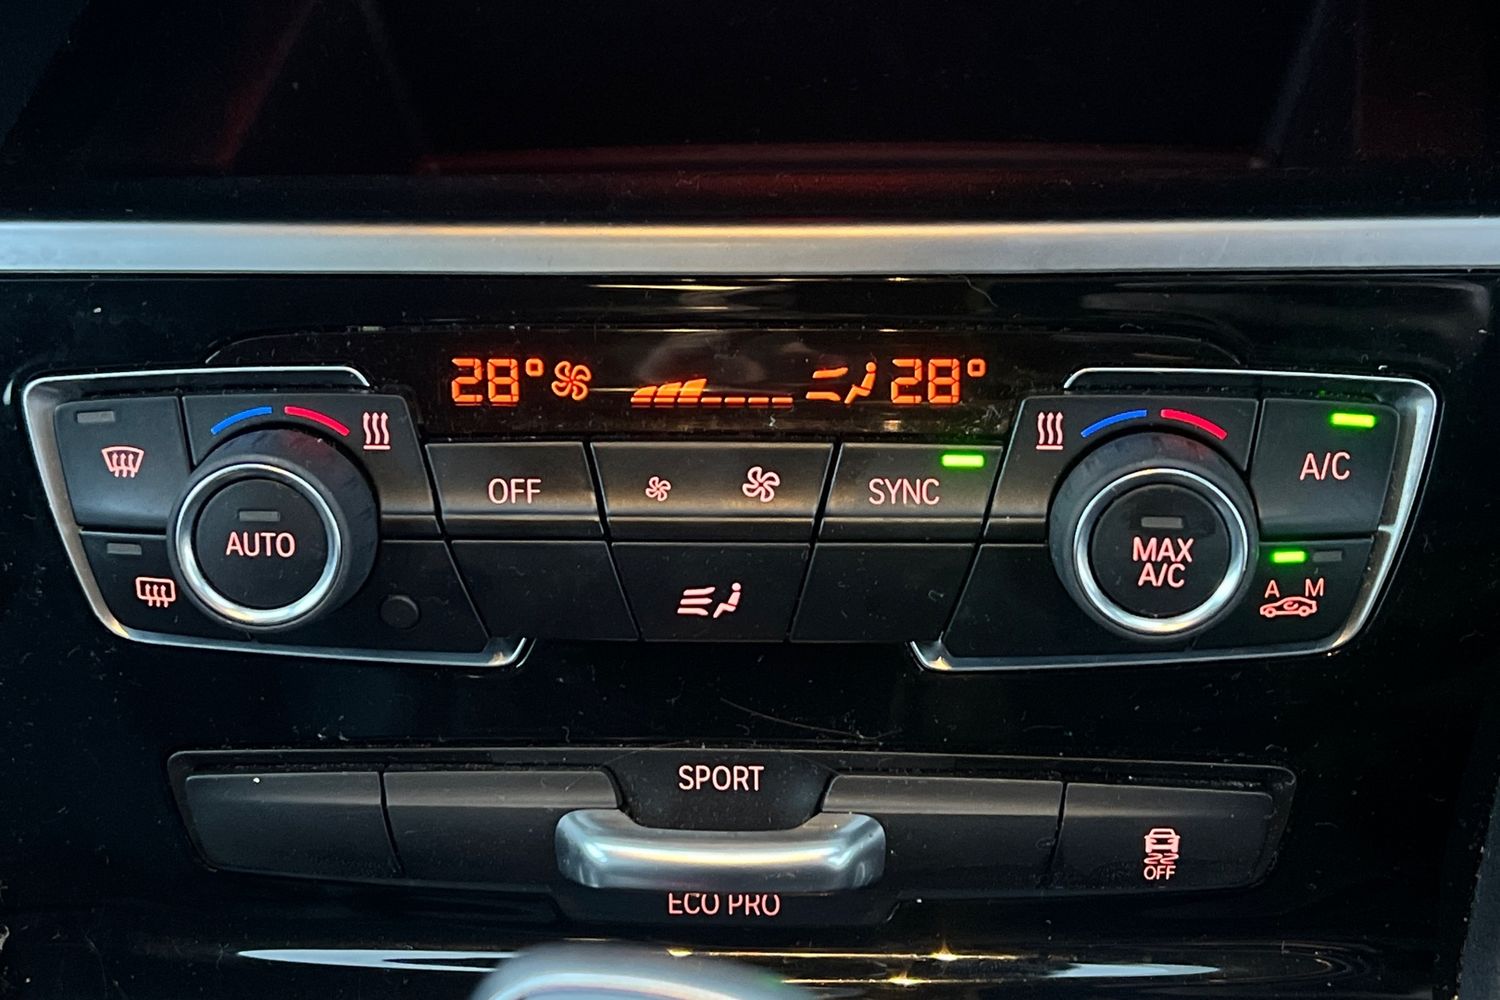 28° 28°
OFF
SYNC
A/C
AUTO
MAX
A/C
A M
SPORT
OFF
ECO PRO